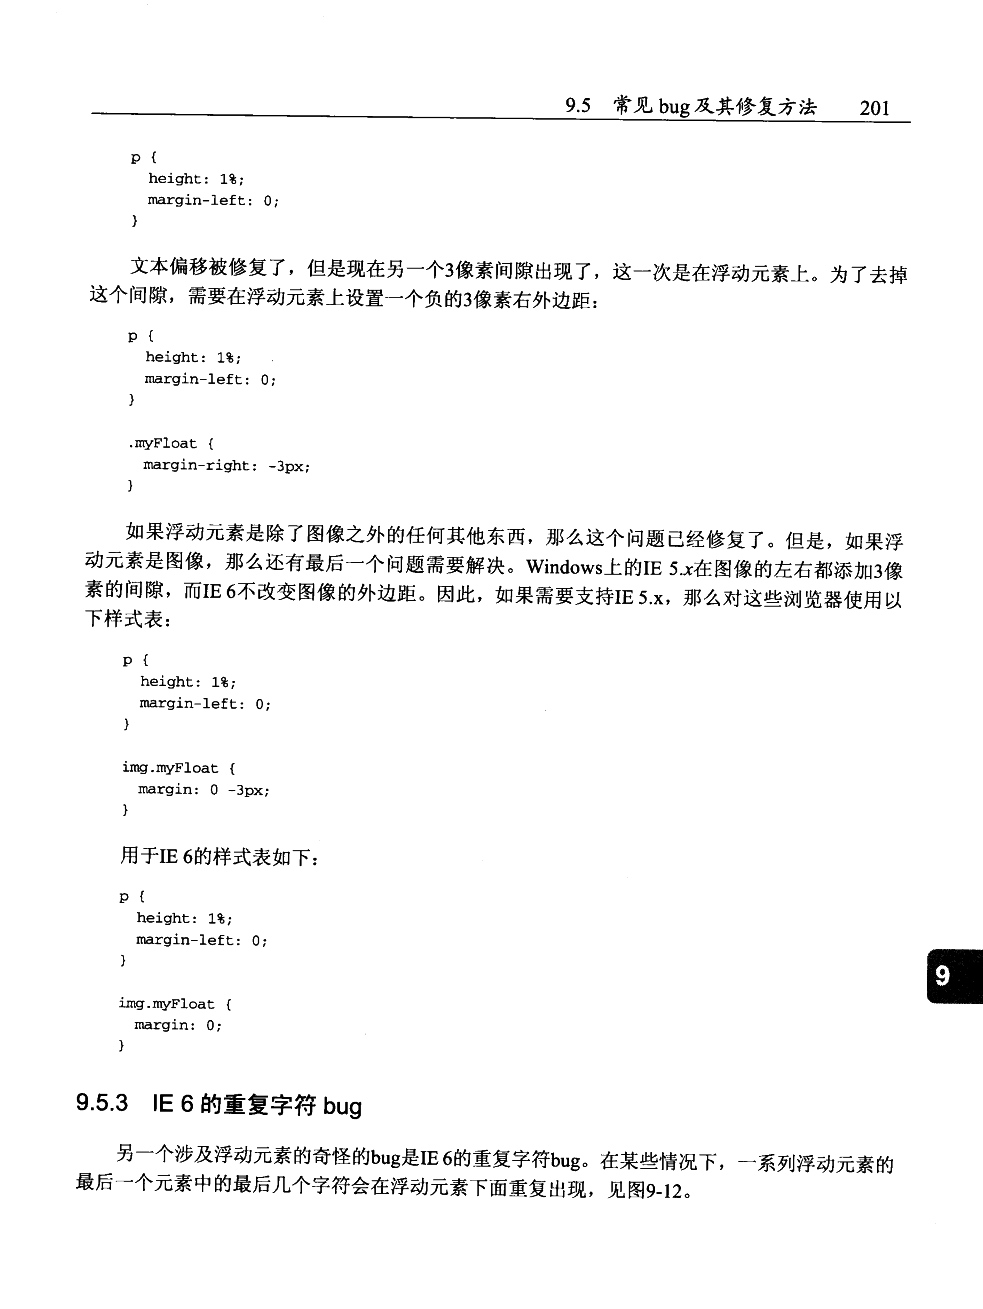 9.5 常见 bug 及其修复方法 201
p {
height: 1%;
margin-left: 0;
}
文本偏移被修复了，但是现在另一个3像素间隙出现了，这一次是在浮动元素上。为了去掉
这个间隙，需要在浮动元素上设置一个负的3像素右外边距：
p {
height: 1%;
margin-left: 0;
}
.myFloat {
margin-right: -3px;
}
如果浮动元素是除了图像之外的任何其他东西，那么这个问题已经修复了。但是，如果浮
动元素是图像，那么还有最后一个问题需要解决。Windows上的IE 5.x在图像的左右都添加3像
素的间隙，而IE 6不改变图像的外边距。因此，如果需要支持IE 5.x，那么对这些浏览器使用以
下样式表：
p {
height: 1%;
margin-left: 0;
}
img.myFloat {
margin: 0 -3px;
}
用于IE 6的样式表如下：
p {
height: 1%;
margin-left: 0;
}
9
img.myFloat {
margin: 0;
}
9.5.3 IE 6 的重复字符 bug
另一个涉及浮动元素的奇怪的bug是IE 6的重复字符bug。在某些情况下，一系列浮动元素的
最后一个元素中的最后几个字符会在浮动元素下面重复出现，见图9-12。